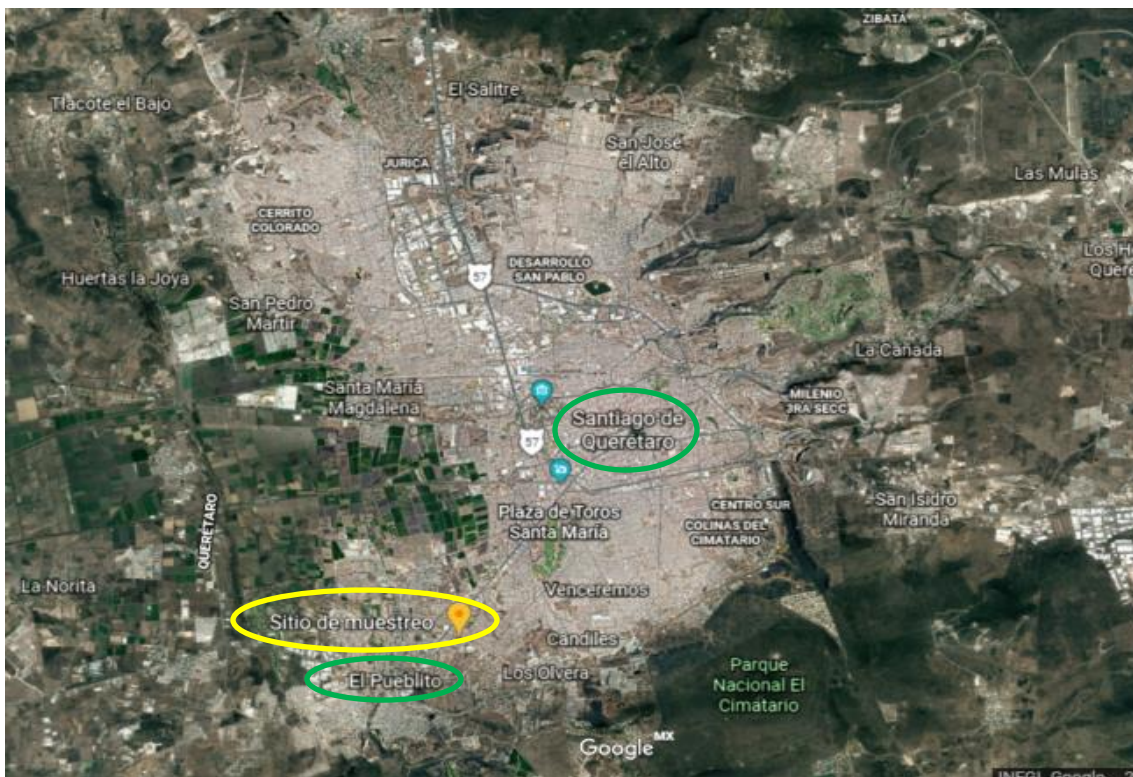 ZIBATÁ
Tlacote el Bajo
El Salitre
San José
el Alto
JURICA
Las Mulas
CERRITO
COLORADO
Huertas la Joya
DESARROLLO
SAN PABLO
57
San Pedro
Mártir
La Cañada
Santa María
Magdalena
MILENIO
3RA SECC
Santiago de
Querétaro
57
Plaza de Toros
Santa María
CENTRO SUR
COLINAS DEL
CIMATARIO
San Isidro
Miranda
QUERÉTARO
La Norita
Venceremos
Sitio de muestreo
Candiles
El Pueblito
Los Olvera
Parque
Nacional El
Cimatario
Google
MX